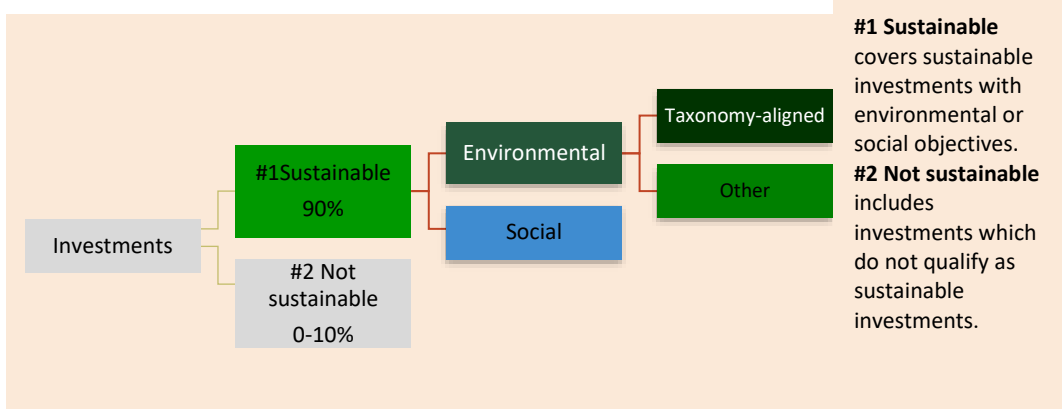 Investments
#1Sustainable
90%
#2 Not
sustainable
0-10%
Environmental
Social
Taxonomy-aligned
Other
#1 Sustainable
covers sustainable
investments with
environmental or
social objectives.
#2 Not sustainable
includes
investments which
do not qualify as
sustainable
investments.